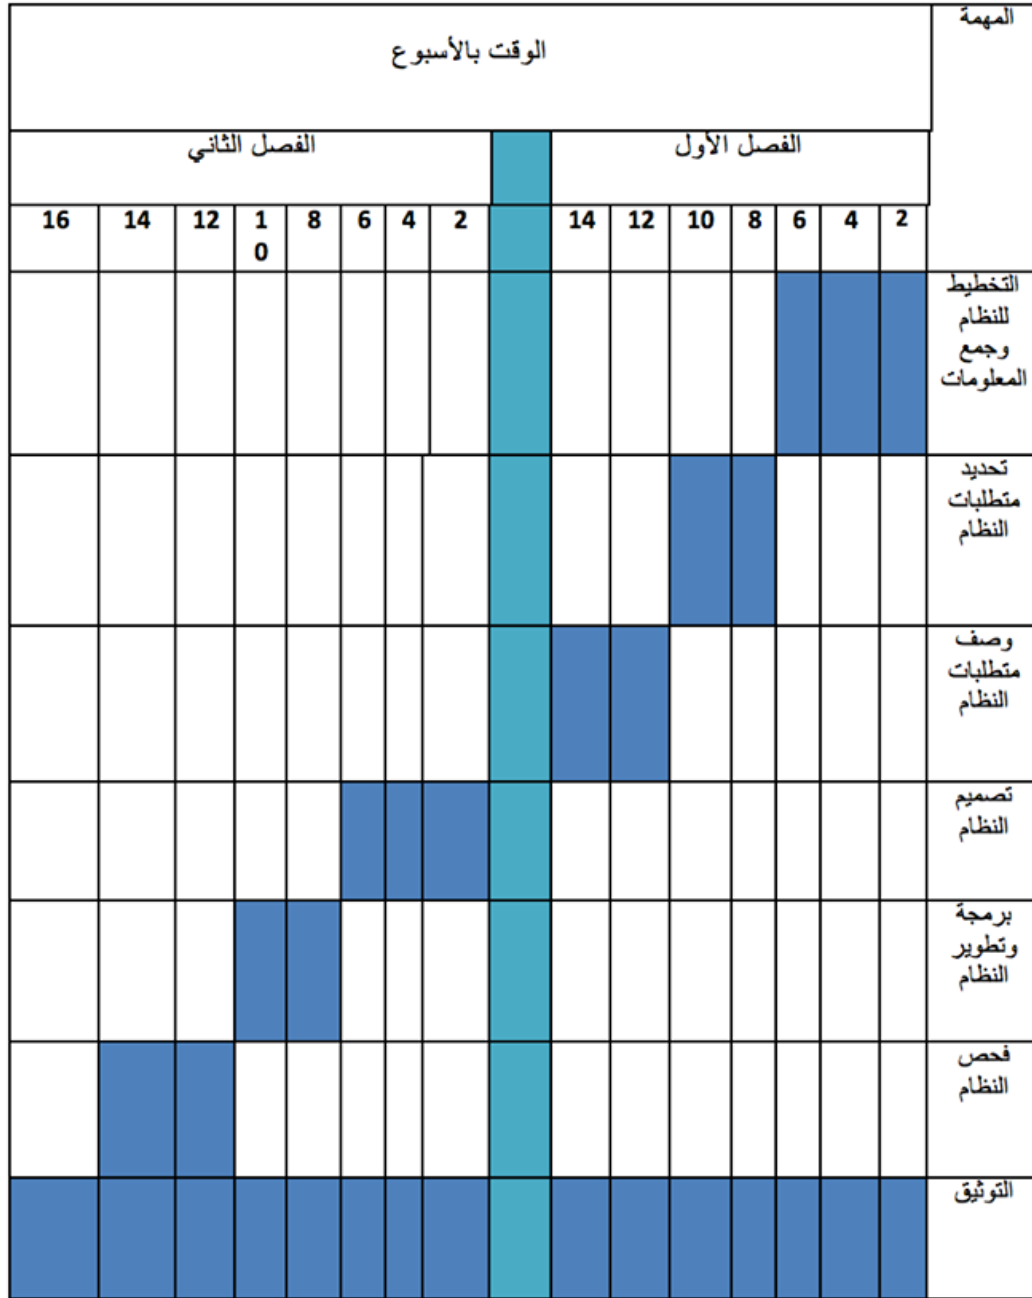 المهمة
الوقت بالأسبوع
الفصل الأول
الفصل الثاني
2 4 6 8 10 12 14
2 4 6 8 10 12 14 16
التخطيط
للنظام
وجمع
المعلومات
تحديد
متطلبات
النظام
وصف
متطلبات
النظام
تصميم
النظام
برمجة
وتطوير
النظام
فحص
النظام
التوثيق